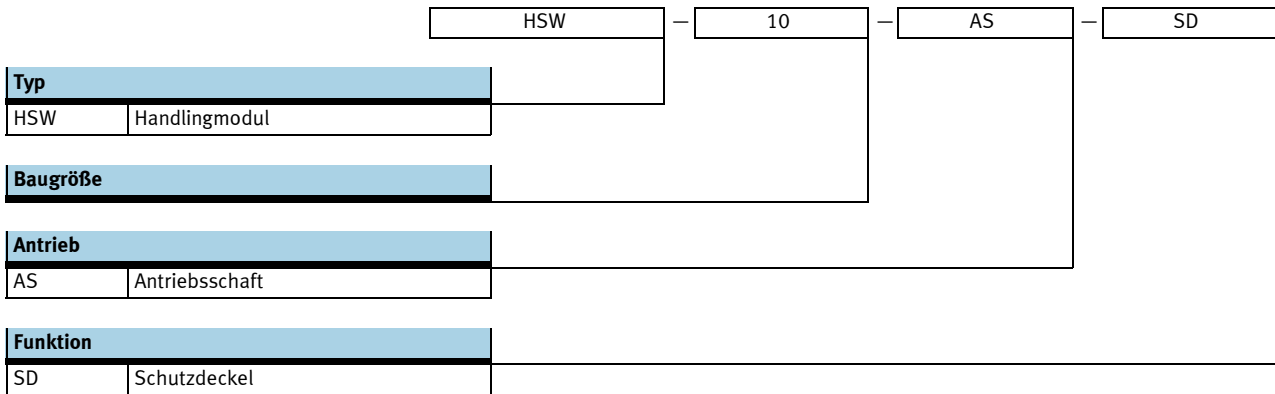 HSW — 10 — AS — SD
Typ
HSW Handlingmodul
Baugröße
Antrieb
AS Antriebsschaft
Funktion
SD Schutzdeckel